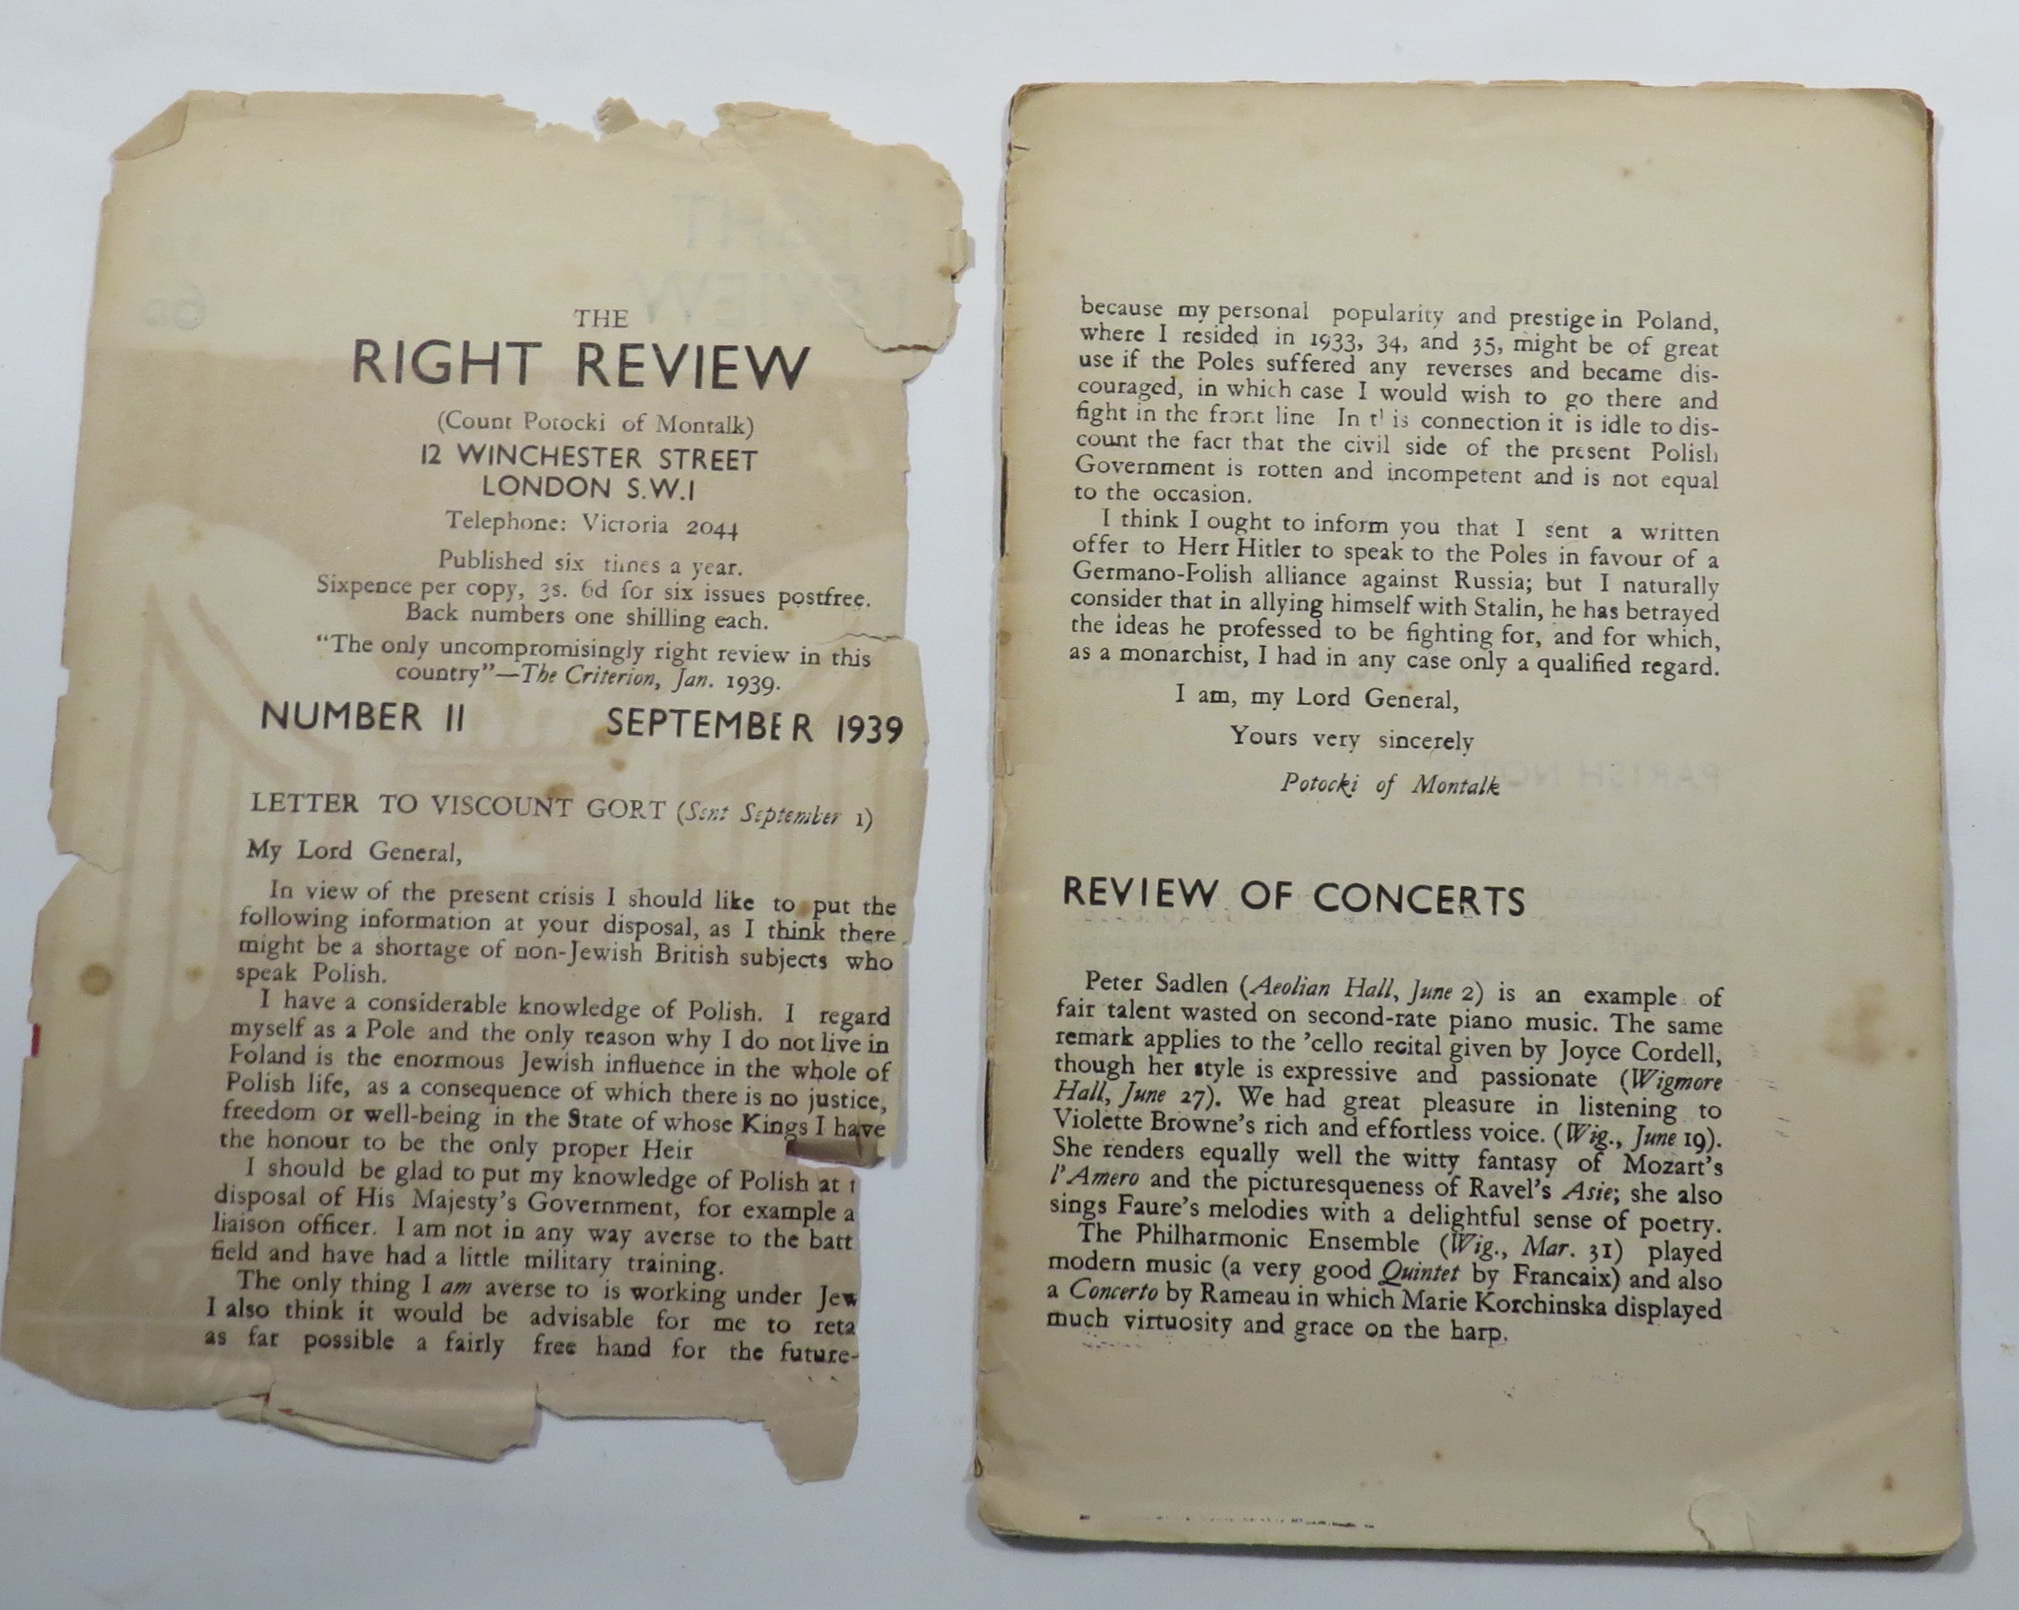 THE
RIGHT REVIEW
(Count Potocki of Montalk)
12 WINCHESTER STREET
LONDON S.W.1
Telephone: Victoria 2044
Published six times a year.
Sixpence per copy, 3s. 6d for six issues postfree.
Back numbers one shilling each.
"The only uncompromisingly right review in this
country"—The Criterion, Jan. 1939.
NUMBER 11 SEPTEMBER 1939
LETTER TO VISCOUNT GORT (Sent September 1)
My Lord General,
In view of the present crisis I should like to put the
following information at your disposal, as I think there
might be a shortage of non-Jewish British subjects who
speak Polish.
I have a considerable knowledge of Polish. I regard
myself as a Pole and the only reason why I do not live in
Poland is the enormous Jewish influence in the whole of
Polish life, as a consequence of which there is no justice,
freedom or well-being in the State of whose Kings I have
the honour to be the only proper Heir
I should be glad to put my knowledge of Polish at t
disposal of His Majesty's Government, for example a
liaison officer. I am not in any way averse to the batt
field and have had a little military training.
The only thing I am averse to is working under Jew
I also think it would be advisable for me to reta
as far possible a fairly free hand for the future-
because my personal popularity and prestige in Poland,
where I resided in 1933, 34, and 35, might be of great
use if the Poles suffered any reverses and became dis-
couraged, in which case I would wish to go there and
fight in the front line In this connection it is idle to dis-
count the fact that the civil side of the present Polish
Government is rotten and incompetent and is not equal
to the occasion.
I think I ought to inform you that I sent a written
offer to Herr Hitler to speak to the Poles in favour of a
Germano-Polish alliance against Russia; but I naturally
consider that in allying himself with Stalin, he has betrayed
the ideas he professed to be fighting for, and for which,
as a monarchist, I had in any case only a qualified regard.
I am, my Lord General,
Yours very sincerely
Potocki of Montalk
REVIEW OF CONCERTS
Peter Sadlen (Aeolian Hall, June 2) is an example of
fair talent wasted on second-rate piano music. The same
remark applies to the 'cello recital given by Joyce Cordell,
though her style is expressive and passionate (Wigmore
Hall, June 27). We had great pleasure in listening to
Violette Browne's rich and effortless voice. (Wig., June 19).
She renders equally well the witty fantasy of Mozart's
l'Amero and the picturesqueness of Ravel's Asie; she also
sings Faure's melodies with a delightful sense of poetry.
The Philharmonic Ensemble (Wig., Mar. 31) played
modern music (a very good Quintet by Francaix) and also
a Concerto by Rameau in which Marie Korchinska displayed
much virtuosity and grace on the harp.